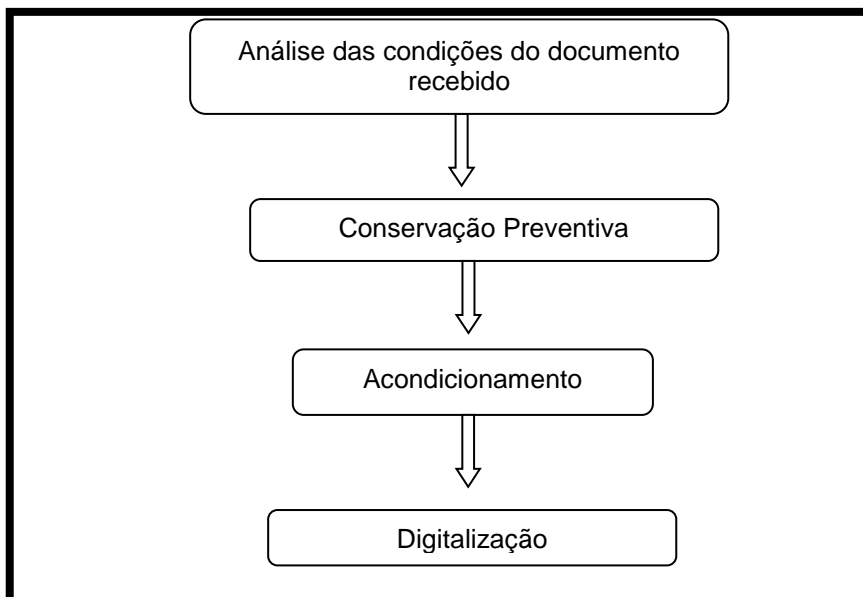 Análise das condições do documento
recebido
Conservação Preventiva
Acondicionamento
Digitalização